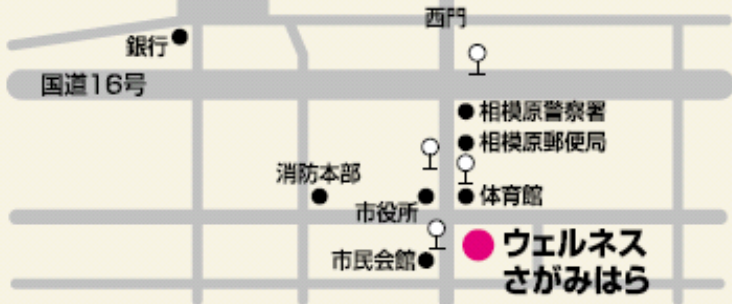 西門
銀行
国道16号
相模原警察署
相模原郵便局
消防本部
体育館
市役所
ウェルネス
さがみはら
市民会館